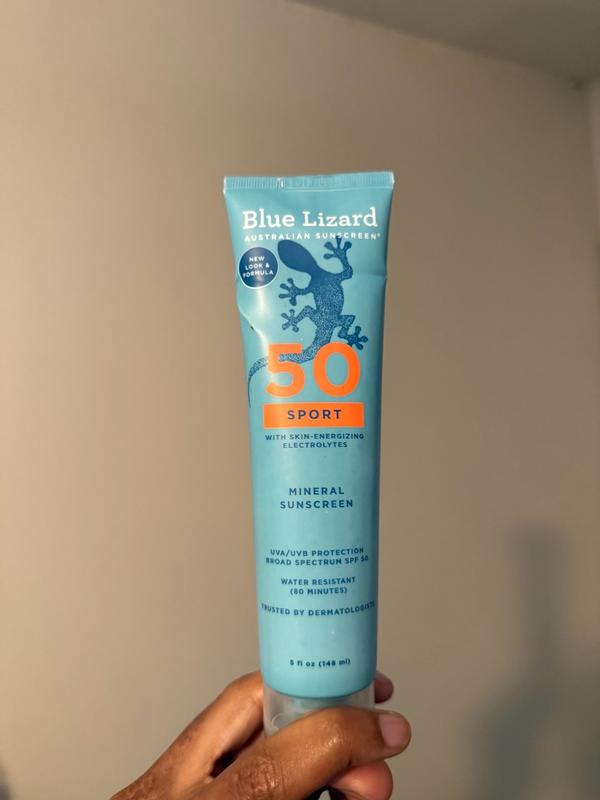 Blue Lizard
AUSTRALIAN SUNSCREEN®
NEW
LOOK &
FORMULA
50
SPORT
WITH SKIN-ENERGIZING
ELECTROLYTES
MINERAL
SUNSCREEN
UVA/UVB PROTECTION
BROAD SPECTRUM SPF 50
WATER RESISTANT
(80 MINUTES)
TRUSTED BY DERMATOLOGISTS
5 fl oz (148 ml)